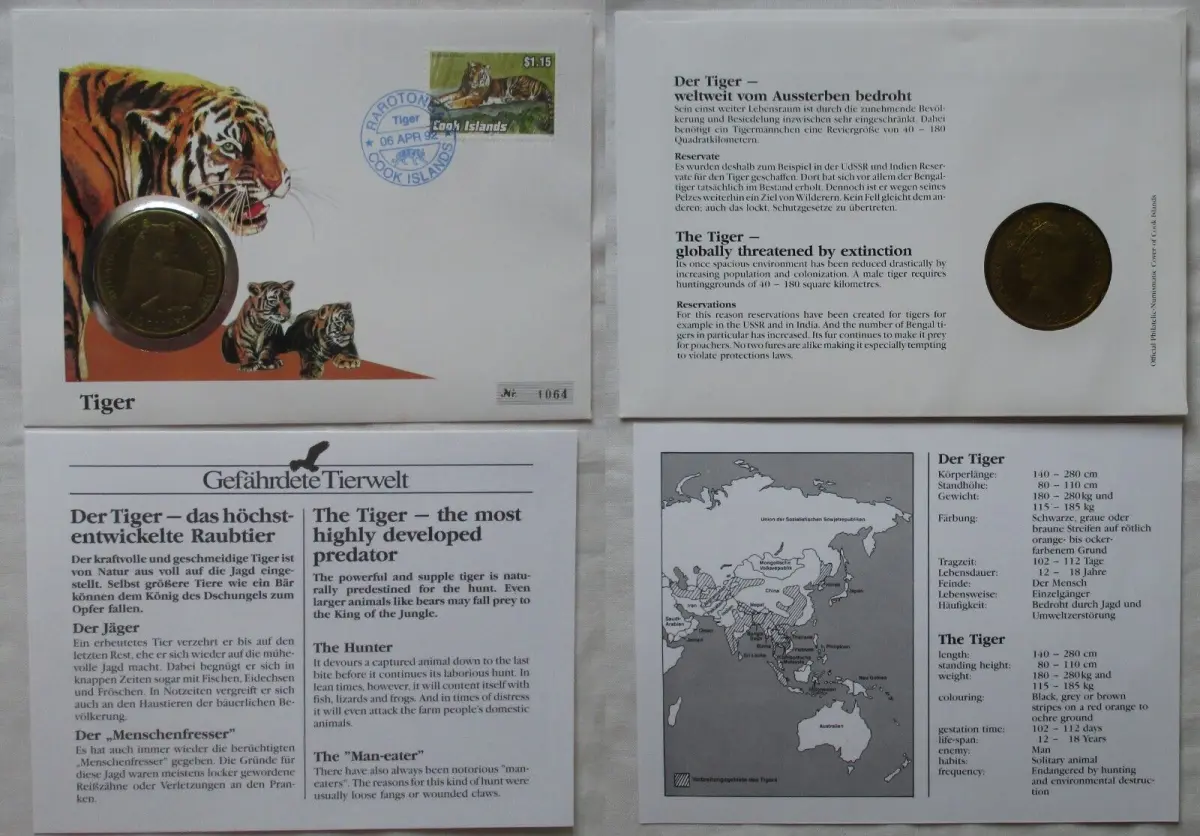 $1.15
Cook Islands
RAROTON
Tiger
06 APR 92
COOK ISLANDS
Tiger
Nr. 1064
Der Tiger —
weltweit vom Aussterben bedroht
Sein einst weiter Lebensraum ist durch die zunehmende Bevöl-
kerung und Besiedelung inzwischen sehr eingeschränkt. Dabei
benötigt ein Tigermännchen eine Reviergröße von 40 – 180
Quadratkilometern.
Reservate
Es wurden deshalb zum Beispiel in der UdSSR und Indien Reser-
vate für den Tiger geschaffen. Dort hat sich vor allem der Bengal-
tiger tatsächlich im Bestand erholt. Dennoch ist er wegen seines
Pelzes weiterhin ein Ziel von Wilderern. Kein Fell gleicht dem an-
deren; auch das lockt, Schutzgesetze zu übertreten.
The Tiger —
globally threatened by extinction
Its once spacious environment has been reduced drastically by
increasing population and colonization. A male tiger requires
huntinggrounds of 40 – 180 square kilometres.
Reservations
For this reason reservations have been created for tigers for
example in the USSR and in India. And the number of Bengal ti-
gers in particular has increased. Its fur continues to make it prey
for poachers. No two fures are alike making it especially tempting
to violate protections laws.
Official Philatelic-Numismatic Cover of Cook Islands
Gefährdete Tierwelt
Der Tiger — das höchst-
entwickelte Raubtier
Der kraftvolle und geschmeidige Tiger ist
von Natur aus voll auf die Jagd einge-
stellt. Selbst größere Tiere wie ein Bär
können dem König des Dschungels zum
Opfer fallen.
Der Jäger
Ein erbeutetes Tier verzehrt er bis auf den
letzten Rest, ehe er sich wieder auf die mühe-
volle Jagd macht. Dabei begnügt er sich in
knappen Zeiten sogar mit Fischen, Eidechsen
und Fröschen. In Notzeiten vergreift er sich
auch an den Haustieren der bäuerlichen Be-
völkerung.
Der „Menschenfresser”
Es hat auch immer wieder die berüchtigten
„Menschenfresser” gegeben. Die Gründe für
diese Jagd waren meistens locker gewordene
Reißzähne oder Verletzungen an den Pran-
ken.
The Tiger — the most
highly developed
predator
The powerful and supple tiger is natu-
rally predestined for the hunt. Even
larger animals like bears may fall prey to
the King of the Jungle.
The Hunter
It devours a captured animal down to the last
bite before it continues its laborious hunt. In
lean times, however, it will content itself with
fish, lizards and frogs. And in times of distress
it will even attack the farm people's domestic
animals.
The "Man-eater"
There have also always been notorious "man-
eaters". The reasons for this kind of hunt were
usually loose fangs or wounded claws.
Union der Sozialistischen Sowjetrepubliken
Mongolische
Volksrepublik
China
Japan
Iran
Nepal
Saudi
Arabien
Oman
Sri Lanka
Philippinen
Neu Guinea
Australien
Verbreitungsgebiete des Tigers
Der Tiger
Körperlänge: 140 – 280 cm
Standhöhe: 80 – 110 cm
Gewicht: 180 – 280 kg und
115 – 185 kg
Färbung: Schwarze, graue oder
braune Streifen auf rötlich
orange- bis ocker-
farbenem Grund
Tragzeit: 102 – 112 Tage
Lebensdauer: 12 – 18 Jahre
Feinde: Der Mensch
Lebensweise: Einzelgänger
Häufigkeit: Bedroht durch Jagd und
Umweltzerstörung
The Tiger
length: 140 – 280 cm
standing height: 80 – 110 cm
weight: 180 – 280 kg and
115 – 185 kg
colouring: Black, grey or brown
stripes on a red orange to
ochre ground
gestation time: 102 – 112 days
life-span: 12 – 18 Years
enemy: Man
habits: Solitary animal
frequency: Endangered by hunting
and environmental destruc-
tion